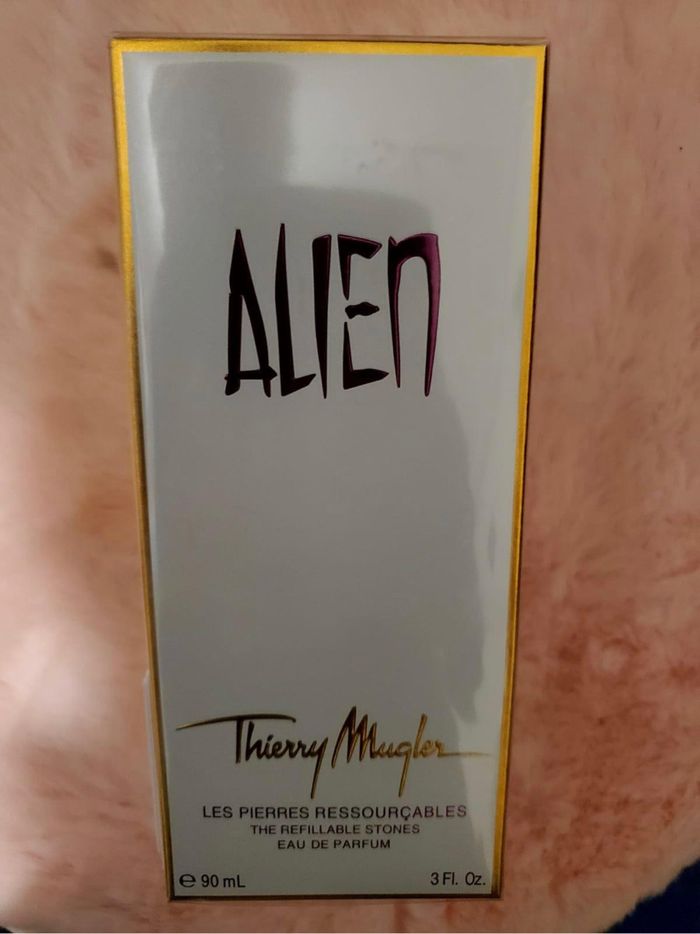 ALIEN
Thierry Mugler
LES PIERRES RESSOURÇABLES
THE REFILLABLE STONES
EAU DE PARFUM
℮ 90 mL 3 Fl. Oz.